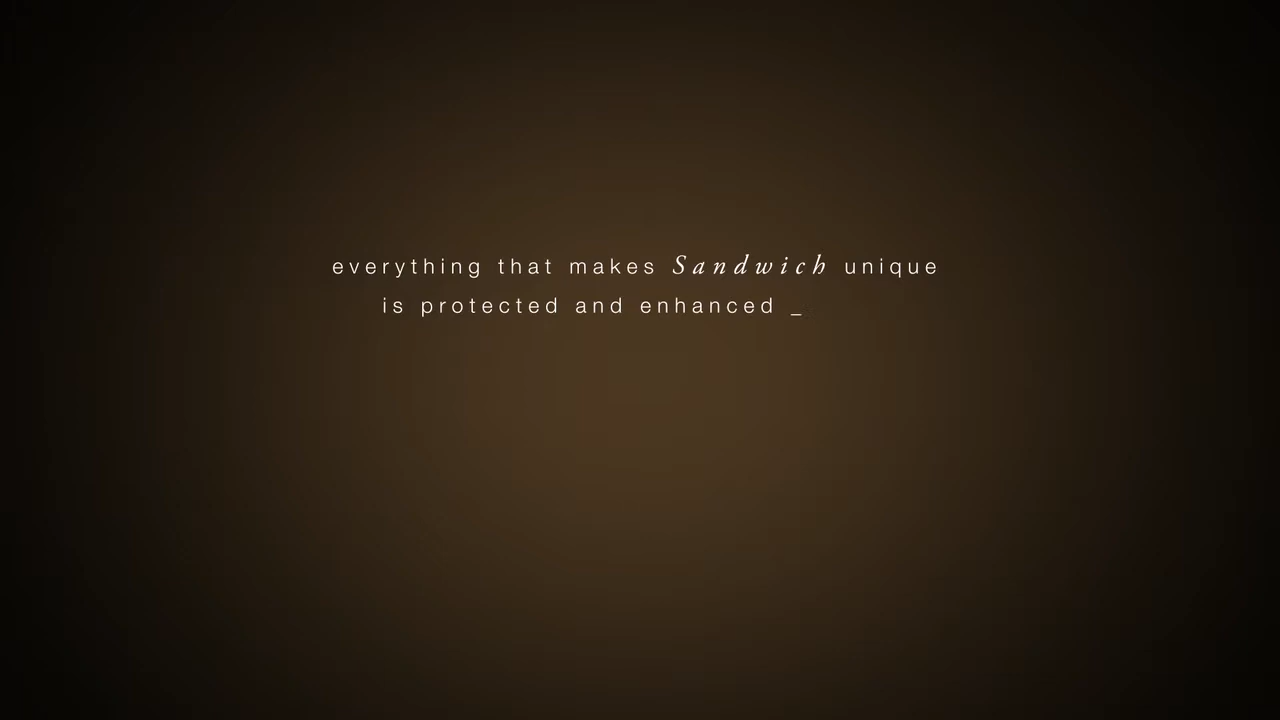 everything that makes Sandwich unique
is protected and enhanced _